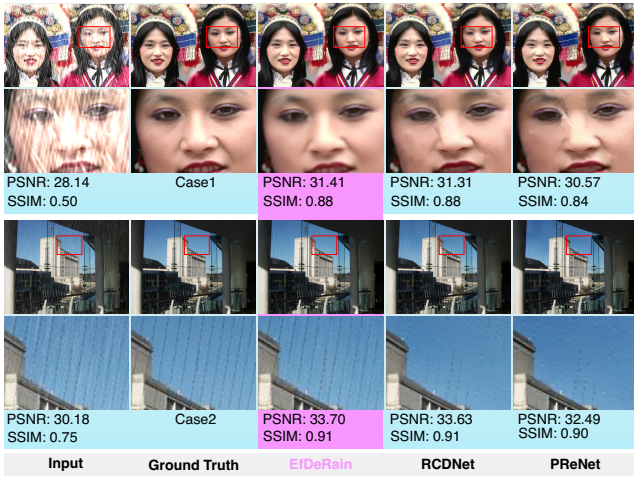 PSNR: 28.14
SSIM: 0.50
Case1
PSNR: 31.41
SSIM: 0.88
PSNR: 31.31
SSIM: 0.88
PSNR: 30.57
SSIM: 0.84
PSNR: 30.18
SSIM: 0.75
Case2
PSNR: 33.70
SSIM: 0.91
PSNR: 33.63
SSIM: 0.91
PSNR: 32.49
SSIM: 0.90
Input
Ground Truth
EfDeRain
RCDNet
PReNet